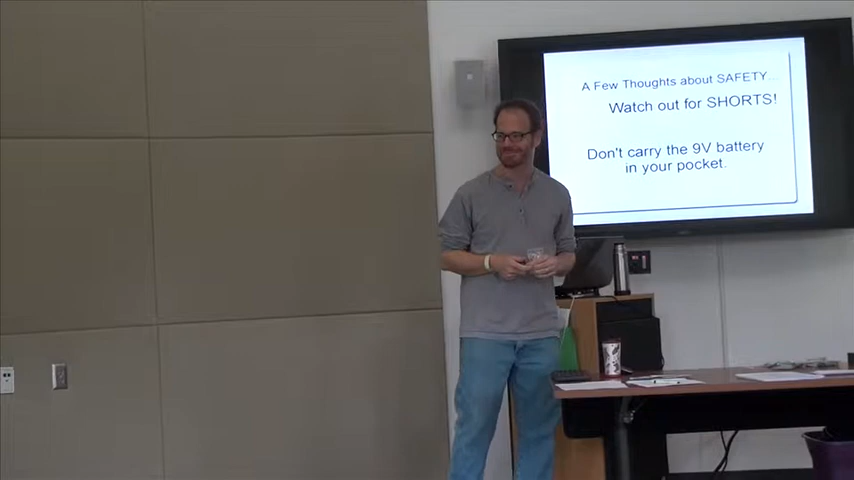 A Few Thoughts about SAFETY...
Watch out for SHORTS!
Don't carry the 9V battery
in your pocket.